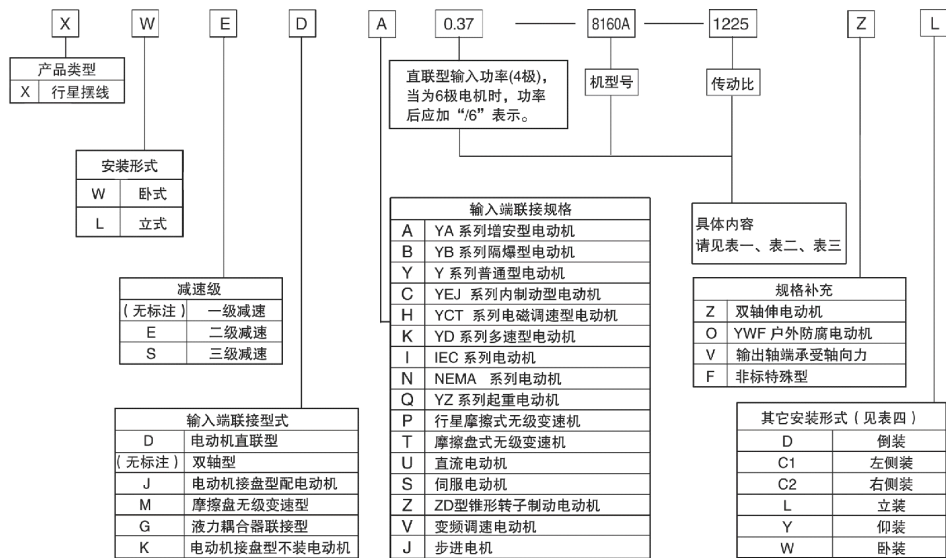 X W E D A 0.37 8160A 1225 Z L
产品类型
X 行星摆线
直联型输入功率(4极),
当为6极电机时，功率
后应加“/6”表示。
机型号
传动比
安装形式
W 卧式
L 立式
具体内容
请见表一、表二、表三
减速级
(无标注) 一级减速
E 二级减速
S 三级减速
输入端联接型式
D 电动机直联型
(无标注) 双轴型
J 电动机接盘型配电动机
M 摩擦盘无级变速型
G 液力耦合器联接型
K 电动机接盘型不装电动机
输入端联接规格
A YA 系列增安型电动机
B YB 系列隔爆型电动机
Y Y 系列普通型电动机
C YEJ 系列内制动型电动机
H YCT 系列电磁调速型电动机
K YD 系列多速型电动机
I IEC 系列电动机
N NEMA 系列电动机
Q YZ 系列起重电动机
P 行星摩擦式无级变速机
T 摩擦盘式无级变速机
U 直流电动机
S 伺服电动机
Z ZD型锥形转子制动电动机
V 变频调速电动机
J 步进电机
规格补充
Z 双轴伸电动机
O YWF 户外防腐电动机
V 输出轴端承受轴向力
F 非标特殊型
其它安装形式(见表四)
D 倒装
C1 左侧装
C2 右侧装
L 立装
Y 仰装
W 卧装